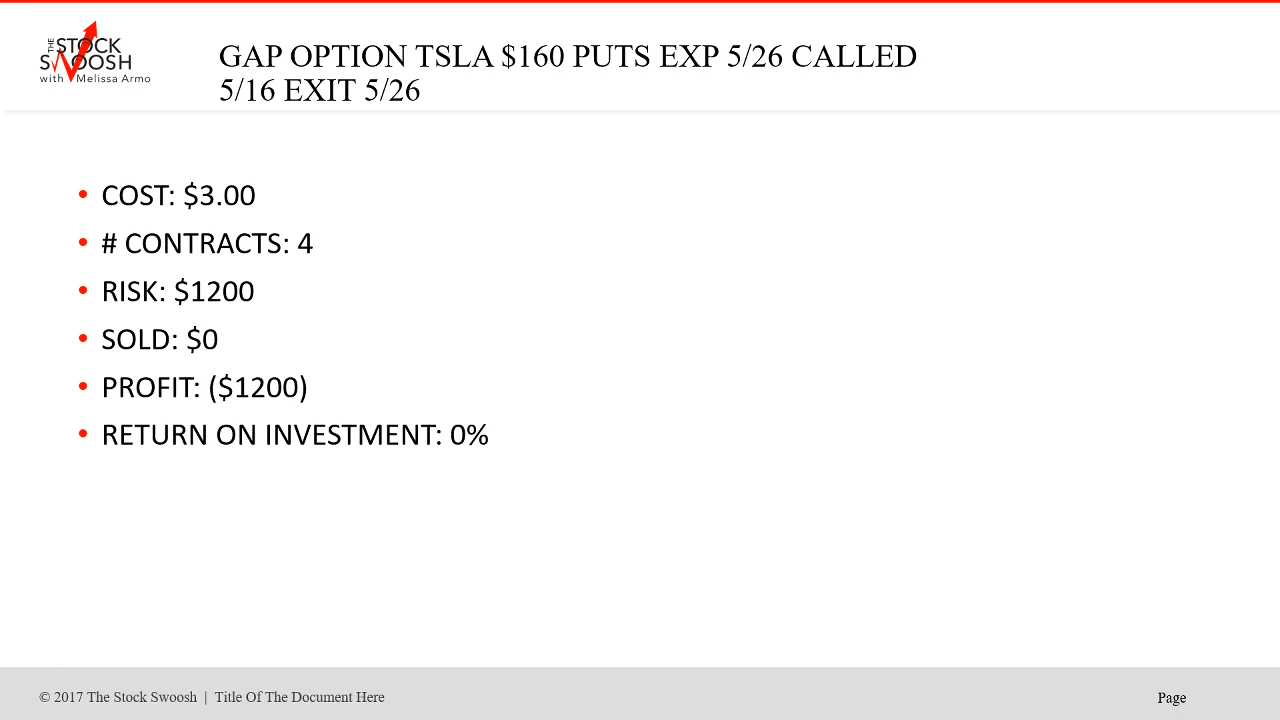 THE
STOCK
SWOOSH
with Melissa Armo
GAP OPTION TSLA $160 PUTS EXP 5/26 CALLED
5/16 EXIT 5/26
• COST: $3.00
• # CONTRACTS: 4
• RISK: $1200
• SOLD: $0
• PROFIT: ($1200)
• RETURN ON INVESTMENT: 0%
© 2017 The Stock Swoosh | Title Of The Document Here
Page